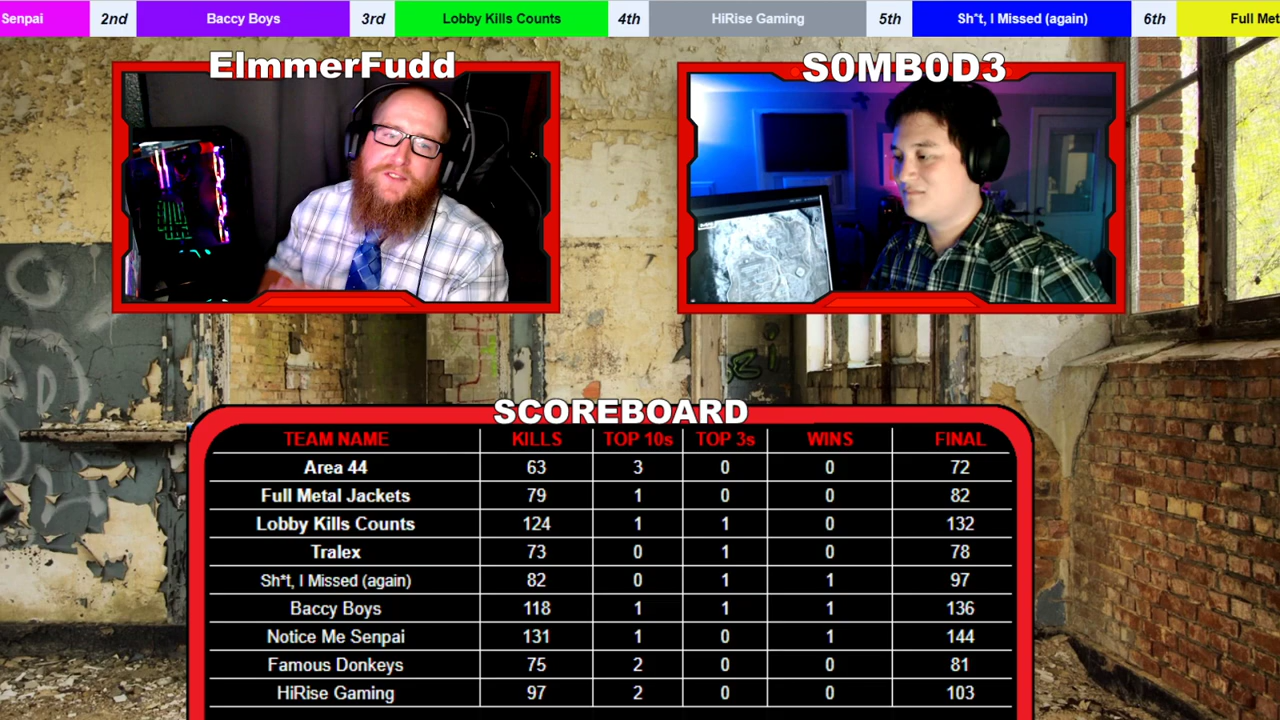 Senpai 2nd Baccy Boys 3rd Lobby Kills Counts 4th HiRise Gaming 5th Sh*t, I Missed (again) 6th Full Met
ElmmerFudd S0MB0D3
SCOREBOARD
TEAM NAME KILLS TOP 10s TOP 3s WINS FINAL
Area 44 63 3 0 0 72
Full Metal Jackets 79 1 0 0 82
Lobby Kills Counts 124 1 1 0 132
Tralex 73 0 1 0 78
Sh*t, I Missed (again) 82 0 1 1 97
Baccy Boys 118 1 1 1 136
Notice Me Senpai 131 1 0 1 144
Famous Donkeys 75 2 0 0 81
HiRise Gaming 97 2 0 0 103